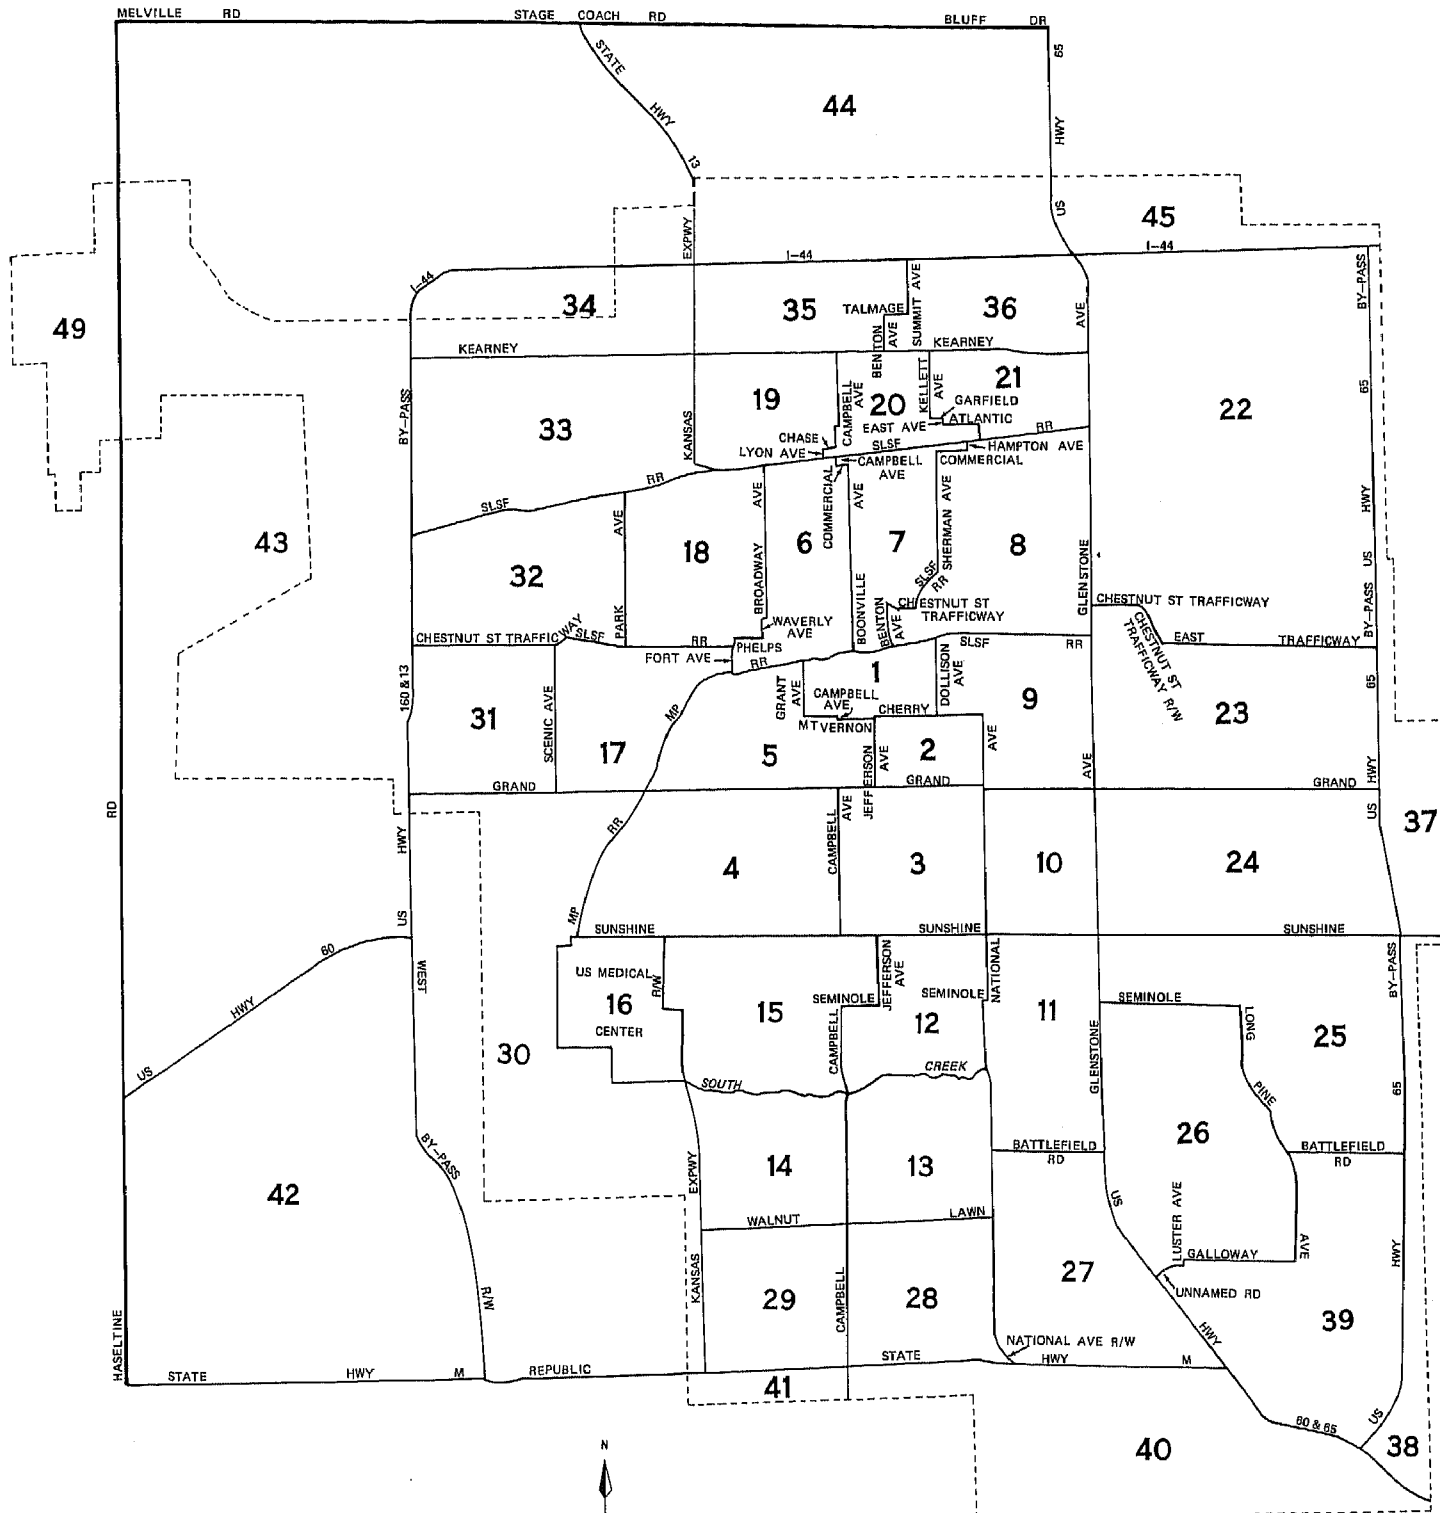 MELVILLE RD STAGE COACH RD BLUFF DR
STATE HWY 13
65
HWY
US
44
45
EXPWY
I-44
I-44
I-44
BY-PASS
49
34
35
TALMAGE
SUMMIT AVE
36
AVE
BENTON AVE
KEARNEY
KEARNEY
BY-PASS
KANSAS
19
CAMPBELL AVE
20
KELLETT AVE
21
GARFIELD
ATLANTIC
EAST AVE
65
22
33
CHASE
LYON AVE
SLSF RR
HAMPTON AVE
CAMPBELL AVE
COMMERCIAL
COMMERCIAL
SLSF RR
AVE
AVE
AVE
SHERMAN AVE
HWY
43
32
18
6
7
8
BROADWAY
BOONVILLE
SLSF RR
GLENSTONE
US
BY-PASS
PARK
BENTON AVE
CHESTNUT ST TRAFFICWAY
CHESTNUT ST TRAFFICWAY
CHESTNUT ST TRAFFICWAY R/W
EAST TRAFFICWAY
CHESTNUT ST TRAFFICWAY
SLSF RR
WAVERLY AVE
PHELPS
FORT AVE
RR
SLSF RR
1
160 & 13
31
SCENIC AVE
17
MP
GRANT AVE
CAMPBELL AVE
CHERRY
DOLLISON AVE
9
65
23
MT VERNON
5
2
AVE
AVE
JEFFERSON AVE
GRAND
GRAND
GRAND
HWY
US
RD
HWY
RR
37
4
CAMPBELL AVE
3
10
24
US
MP
SUNSHINE
SUNSHINE
SUNSHINE
60
HWY
US
WEST
US MEDICAL
16
CENTER
R/W
15
SEMINOLE
JEFFERSON AVE
SEMINOLE
NATIONAL
12
11
SEMINOLE
LONG
PINE
25
BY-PASS
30
CAMPBELL
SOUTH
CREEK
GLENSTONE
65
26
BY-PASS
42
EXPWY
14
13
BATTLEFIELD RD
BATTLEFIELD RD
US
WALNUT
LAWN
LUSTER AVE
GALLOWAY
AVE
HWY
KANSAS
29
CAMPBELL
28
27
UNNAMED RD
39
R/W
HWY
NATIONAL AVE R/W
HASELTINE
STATE HWY M
REPUBLIC
STATE HWY M
41
60 & 65
US
38
40
N